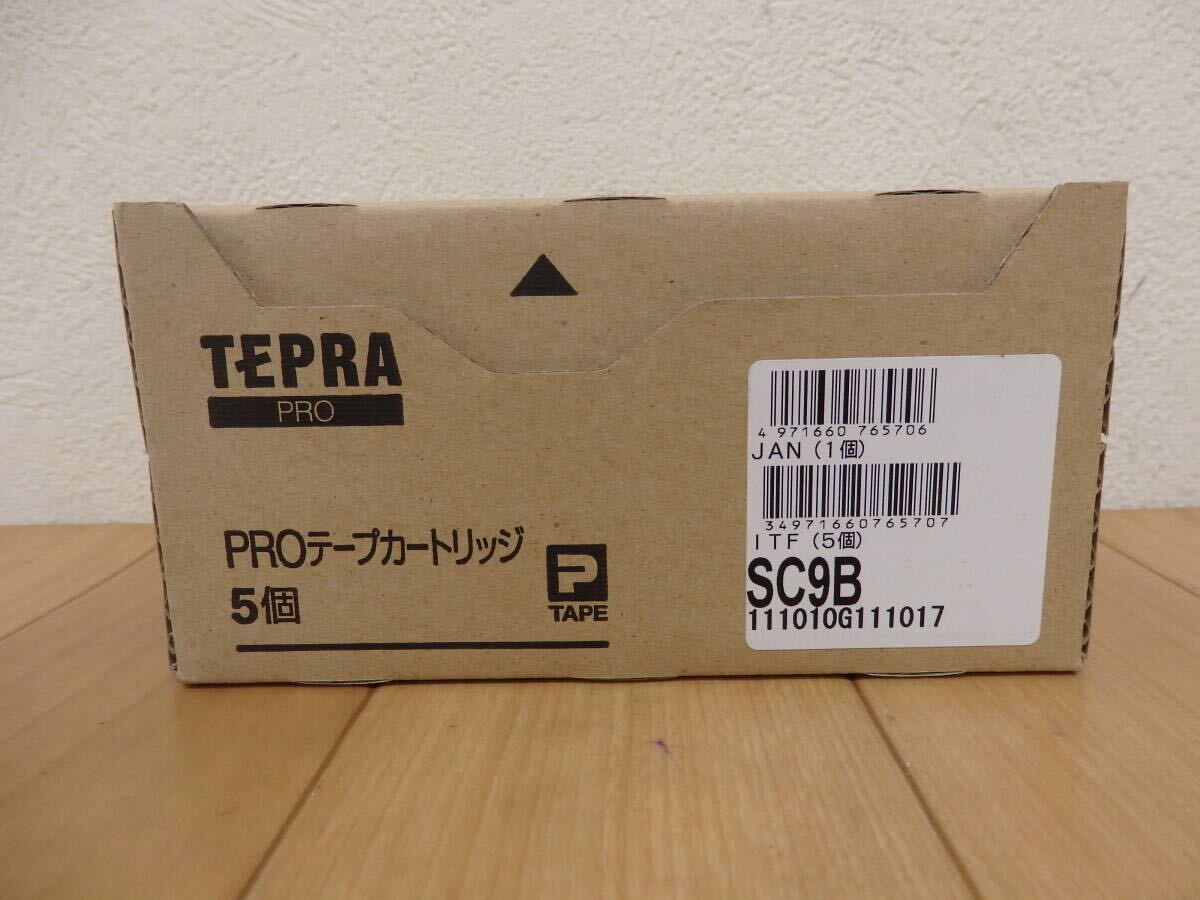 TEPRA
PRO
PROテープカートリッジ
5個
P
TAPE
4 971660 765706
JAN (1個)
34971660765707
ITF (5個)
SC9B
111010G111017